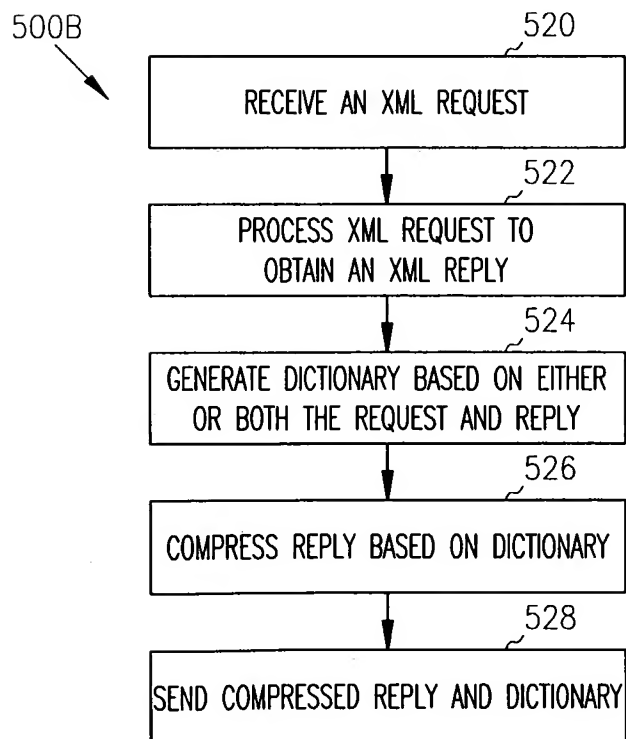 500B
520
RECEIVE AN XML REQUEST
522
PROCESS XML REQUEST TO
OBTAIN AN XML REPLY
524
GENERATE DICTIONARY BASED ON EITHER
OR BOTH THE REQUEST AND REPLY
526
COMPRESS REPLY BASED ON DICTIONARY
528
SEND COMPRESSED REPLY AND DICTIONARY